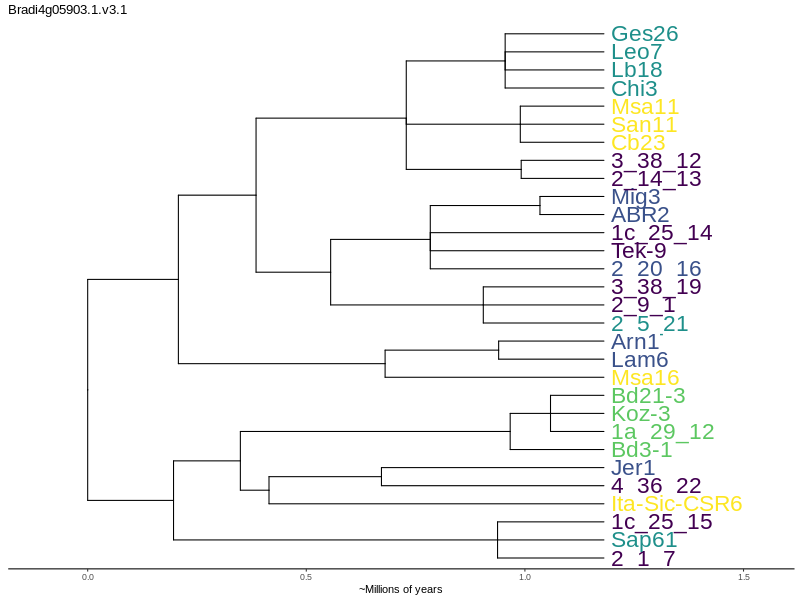 Bradi4g05903.1.v3.1
Ges26
Leo7
Lb18
Chi3
Msa11
San11
Cb23
3_38_12
2_14_13
Mig3
ABR2
1c_25_14
Tek-9
2_20_16
3_38_19
2_9_1
2_5_21
Arn1
Lam6
Msa16
Bd21-3
Koz-3
1a_29_12
Bd3-1
Jer1
4_36_22
Ita-Sic-CSR6
1c_25_15
Sap61
2_1_7
0.0 0.5 1.0 1.5
~Millions of years